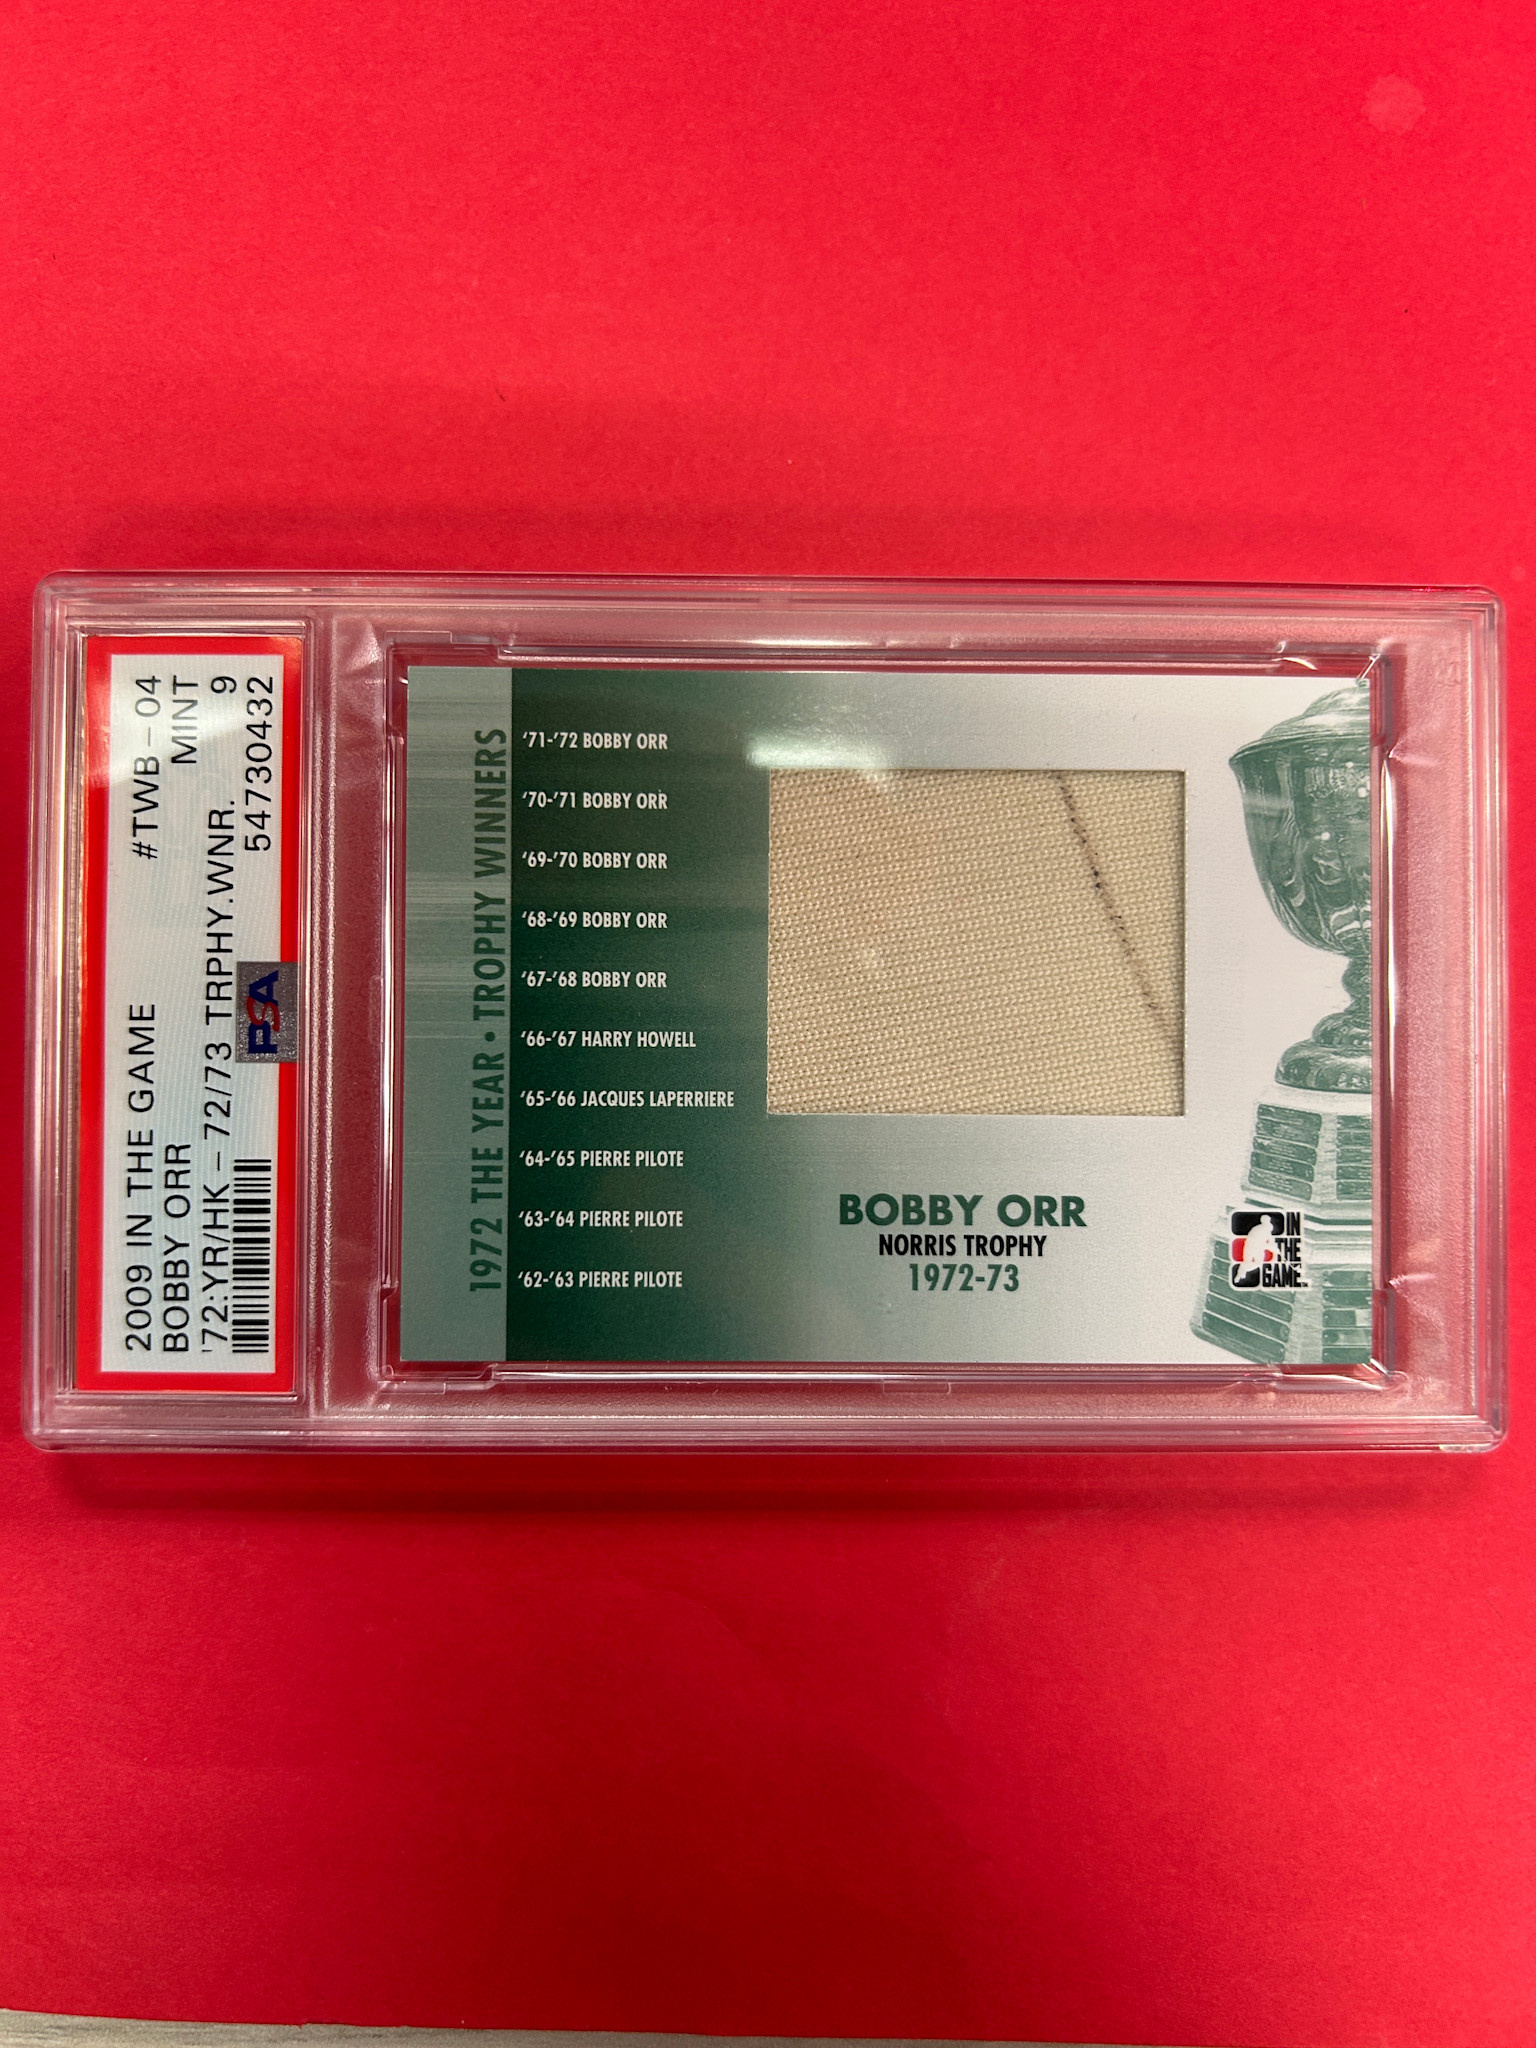 2009 IN THE GAME #TWB-04
BOBBY ORR MINT
'72:YR/HK-72/73 TRPHY.WNR. 9
54730432
PSA
1972 THE YEAR • TROPHY WINNERS
'71-'72 BOBBY ORR
'70-'71 BOBBY ORR
'69-'70 BOBBY ORR
'68-'69 BOBBY ORR
'67-'68 BOBBY ORR
'66-'67 HARRY HOWELL
'65-'66 JACQUES LAPERRIERE
'64-'65 PIERRE PILOTE
'63-'64 PIERRE PILOTE
'62-'63 PIERRE PILOTE
BOBBY ORR
NORRIS TROPHY
1972-73
IN
THE
GAME